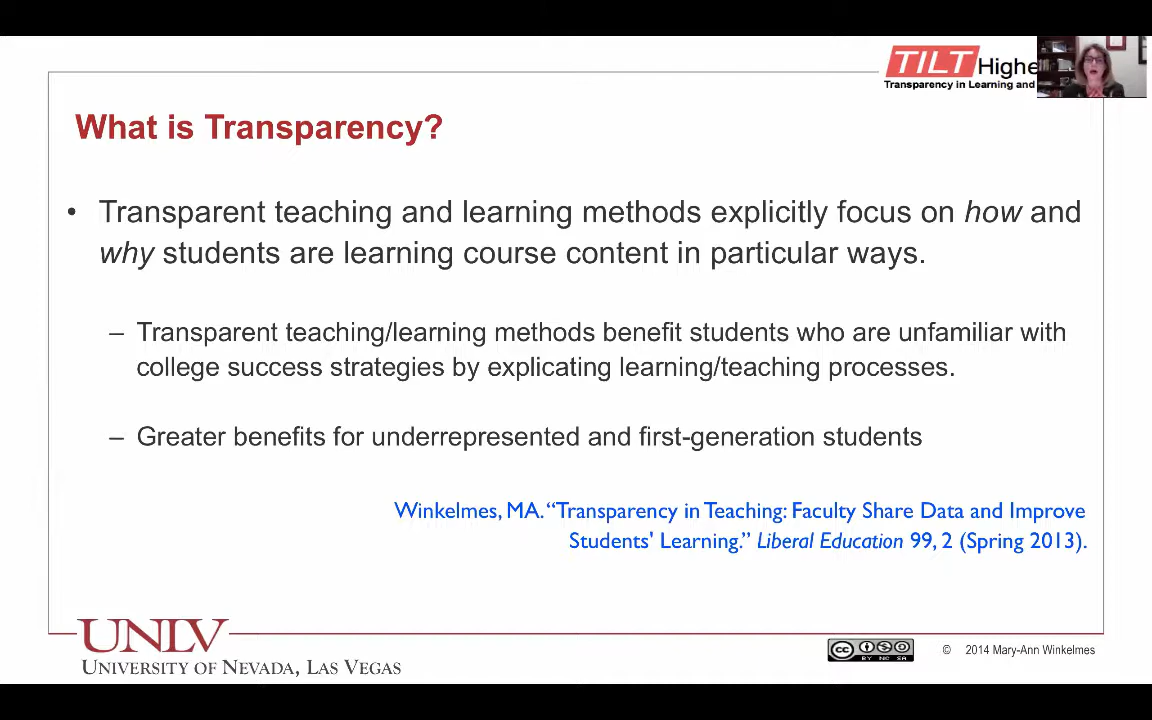 TILT Highe
Transparency in Learning and
What is Transparency?
• Transparent teaching and learning methods explicitly focus on how and
why students are learning course content in particular ways.
– Transparent teaching/learning methods benefit students who are unfamiliar with
college success strategies by explicating learning/teaching processes.
– Greater benefits for underrepresented and first-generation students
Winkelmes, MA. “Transparency in Teaching: Faculty Share Data and Improve
Students' Learning.” Liberal Education 99, 2 (Spring 2013).
UNLV
UNIVERSITY OF NEVADA, LAS VEGAS
cc
BY NC SA
© 2014 Mary-Ann Winkelmes